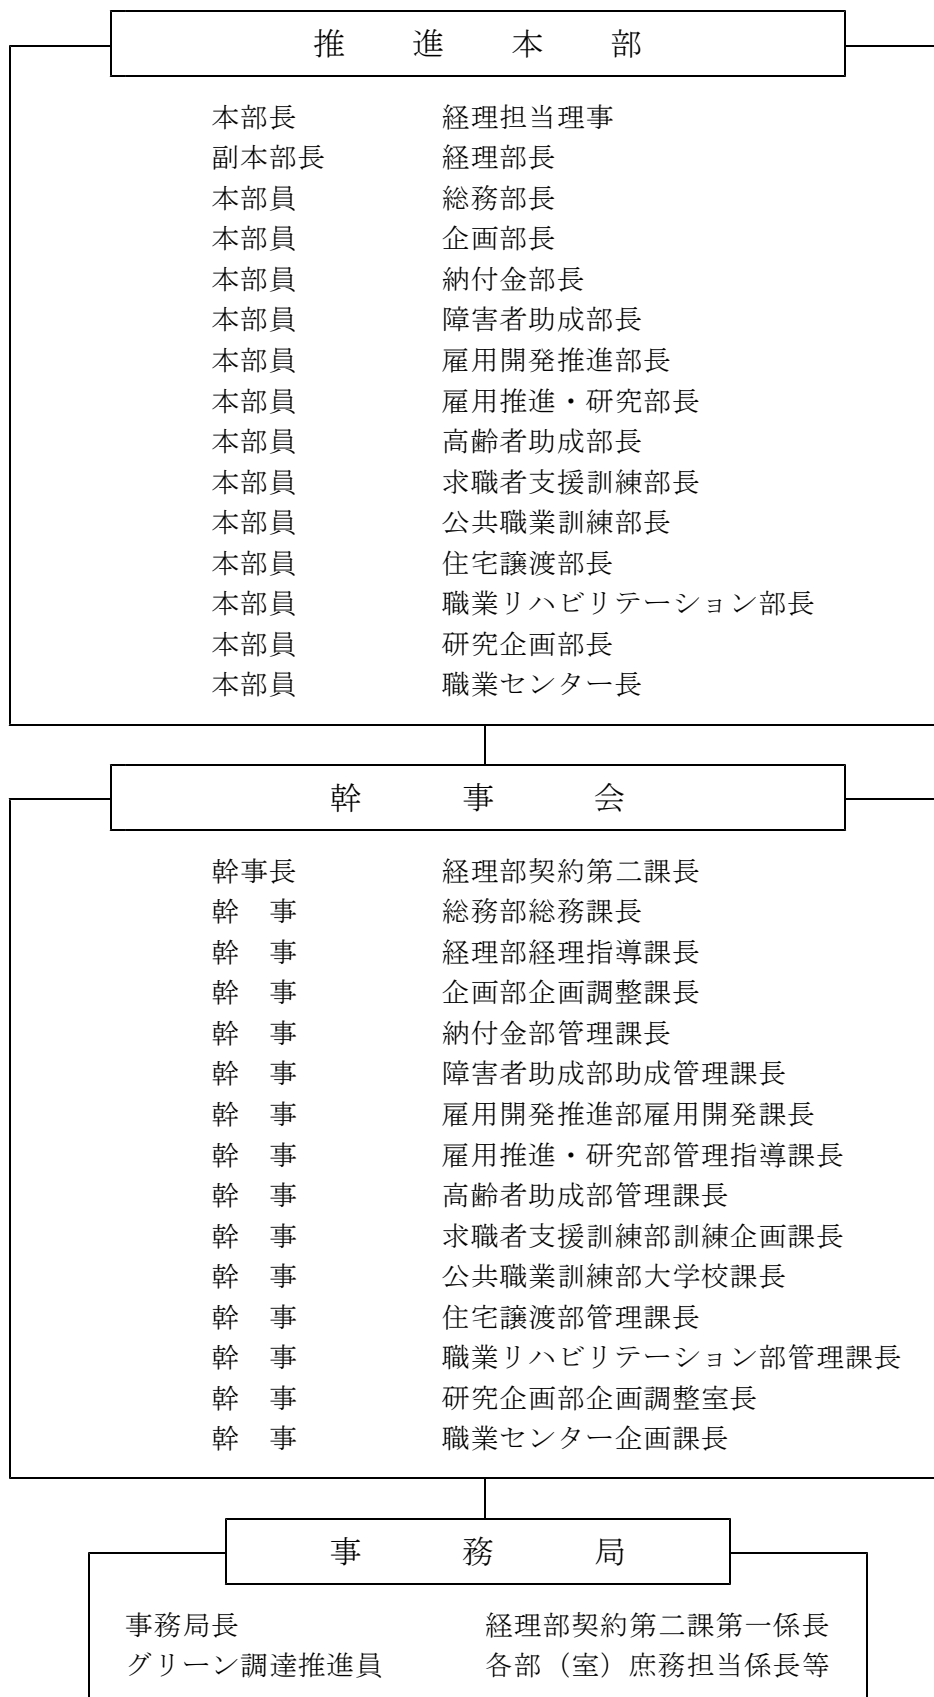 推進本部
本部長 経理担当理事
副本部長 経理部長
本部員 総務部長
本部員 企画部長
本部員 納付金部長
本部員 障害者助成部長
本部員 雇用開発推進部長
本部員 雇用推進・研究部長
本部員 高齢者助成部長
本部員 求職者支援訓練部長
本部員 公共職業訓練部長
本部員 住宅譲渡部長
本部員 職業リハビリテーション部長
本部員 研究企画部長
本部員 職業センター長
幹事会
幹事長 経理部契約第二課長
幹事 総務部総務課長
幹事 経理部経理指導課長
幹事 企画部企画調整課長
幹事 納付金部管理課長
幹事 障害者助成部助成管理課長
幹事 雇用開発推進部雇用開発課長
幹事 雇用推進・研究部管理指導課長
幹事 高齢者助成部管理課長
幹事 求職者支援訓練部訓練企画課長
幹事 公共職業訓練部大学校課長
幹事 住宅譲渡部管理課長
幹事 職業リハビリテーション部管理課長
幹事 研究企画部企画調整室長
幹事 職業センター企画課長
事務局
事務局長 経理部契約第二課第一係長
グリーン調達推進員 各部（室）庶務担当係長等